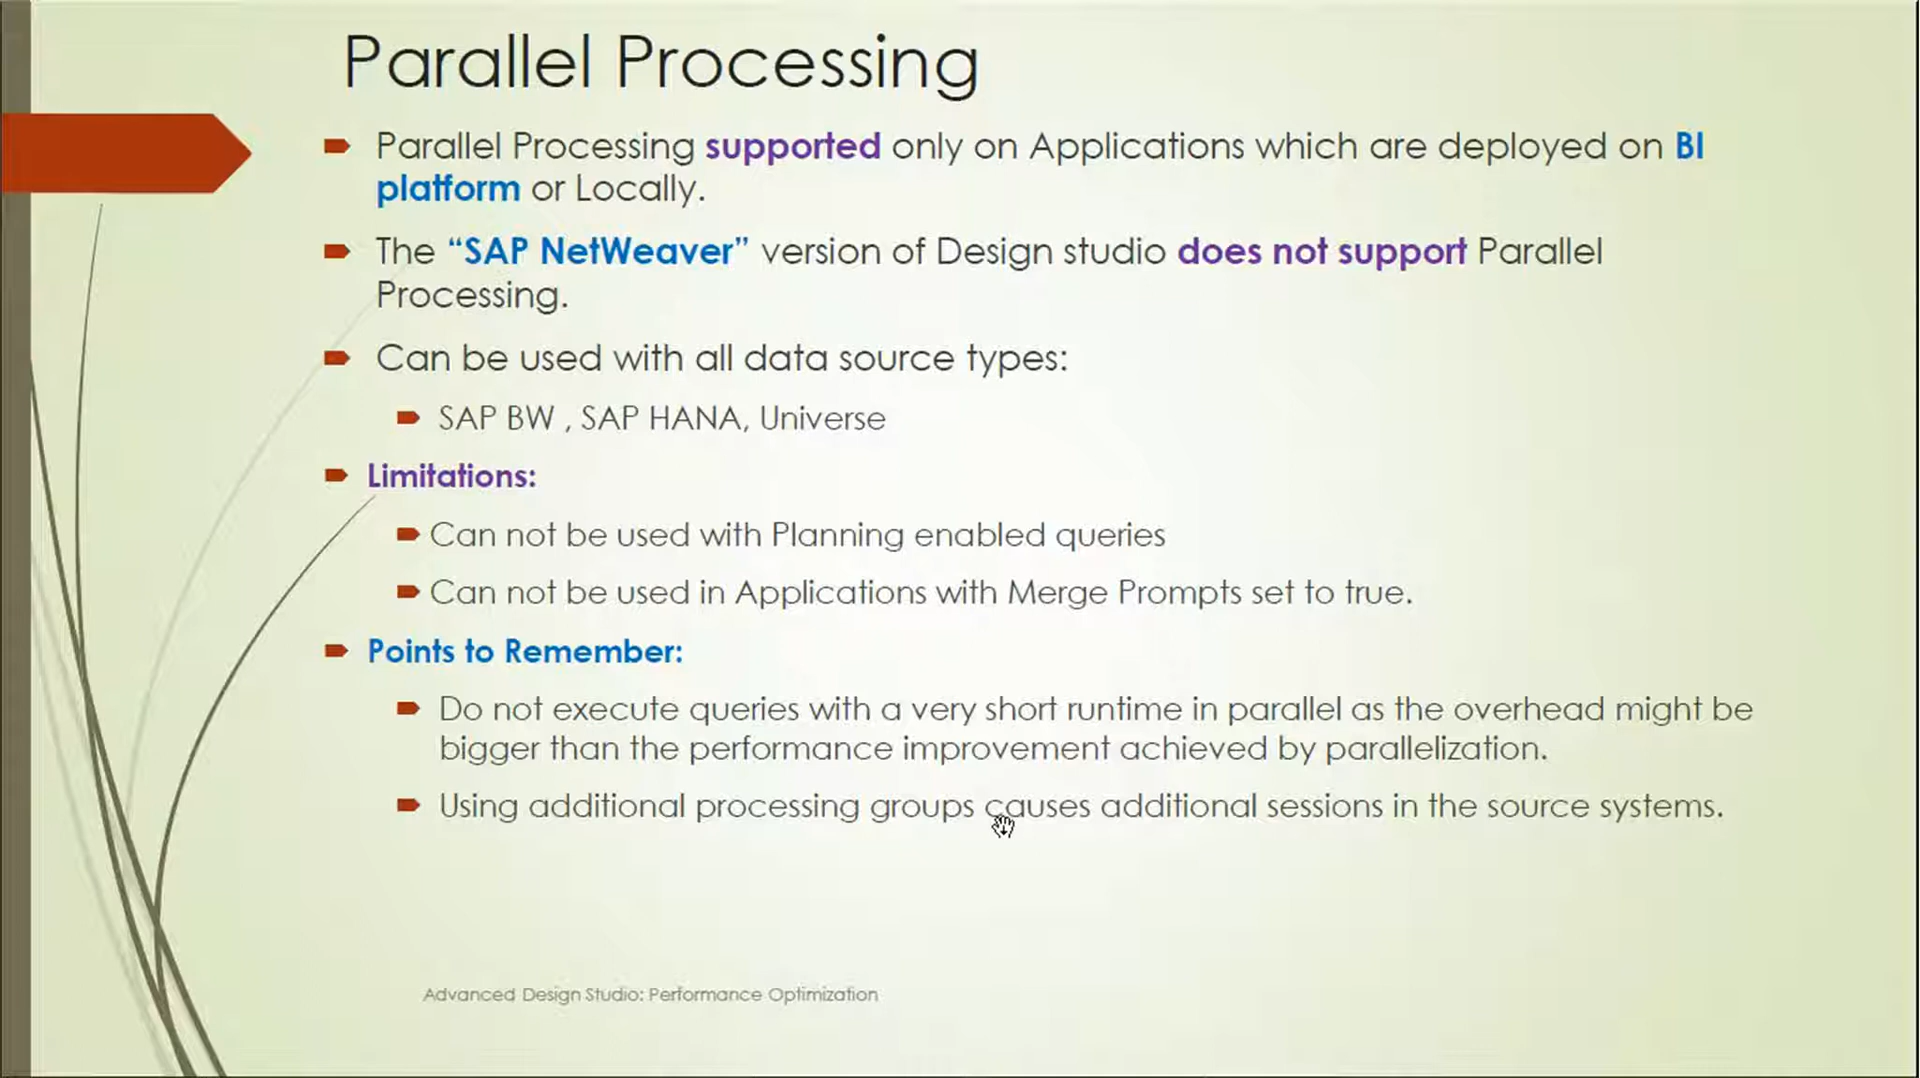 Parallel Processing
Parallel Processing supported only on Applications which are deployed on BI
platform or Locally.
The “SAP NetWeaver” version of Design studio does not support Parallel
Processing.
Can be used with all data source types:
SAP BW , SAP HANA, Universe
Limitations:
Can not be used with Planning enabled queries
Can not be used in Applications with Merge Prompts set to true.
Points to Remember:
Do not execute queries with a very short runtime in parallel as the overhead might be
bigger than the performance improvement achieved by parallelization.
Using additional processing groups causes additional sessions in the source systems.
Advanced Design Studio: Performance Optimization